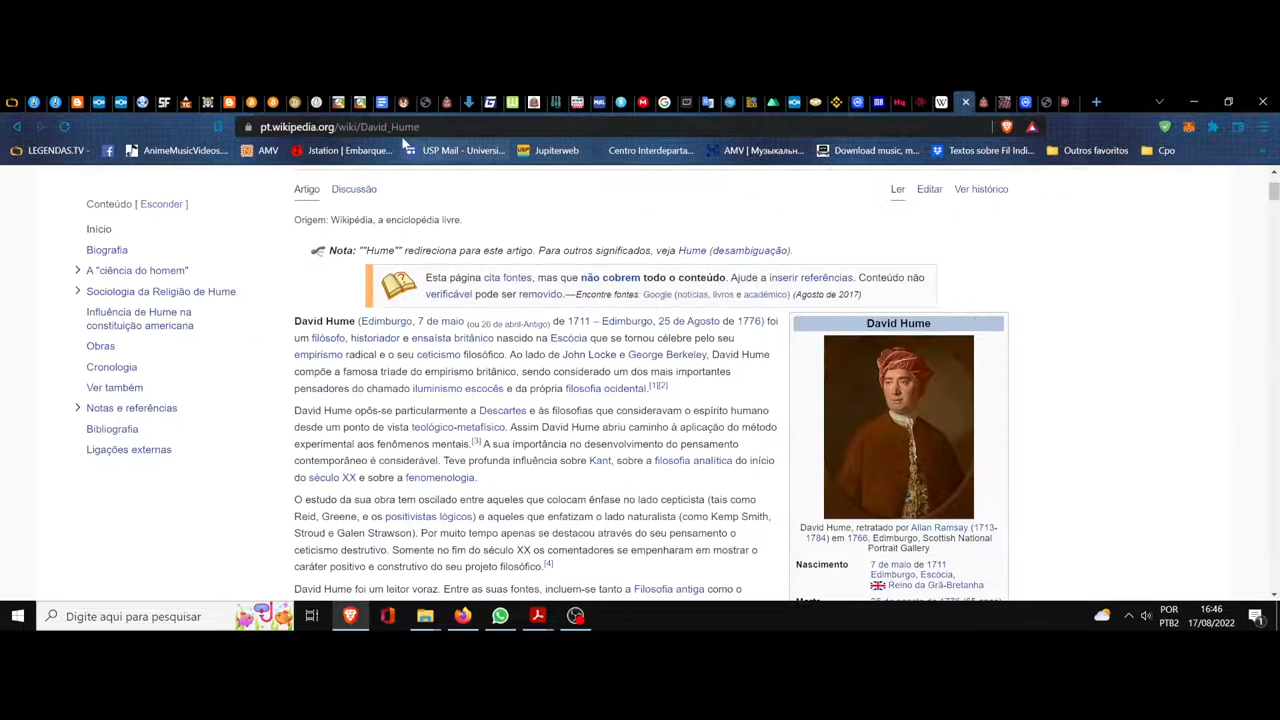 pt.wikipedia.org/wiki/David_Hume
LEGENDAS.TV -
AnimeMusicVideos...
AMV
Jstation | Embarque...
USP Mail - Universi...
Jupiterweb
Centro Interdeparta...
AMV | Музыкальн...
Download music, m...
Textos sobre Fil Indi...
Outros favoritos
Cpo
Conteúdo [ Esconder ]
Início
Biografia
A "ciência do homem"
Sociologia da Religião de Hume
Influência de Hume na
constituição americana
Obras
Cronologia
Ver também
Notas e referências
Bibliografia
Ligações externas
Artigo Discussão
Ler Editar Ver histórico
Origem: Wikipédia, a enciclopédia livre.
Nota: ""Hume"" redireciona para este artigo. Para outros significados, veja Hume (desambiguação).
Esta página cita fontes, mas que não cobrem todo o conteúdo. Ajude a inserir referências. Conteúdo não
verificável pode ser removido.—Encontre fontes: Google (notícias, livros e acadêmico) (Agosto de 2017)
David Hume (Edimburgo, 7 de maio (ou 26 de abril-Antigo) de 1711 – Edimburgo, 25 de Agosto de 1776) foi
um filósofo, historiador e ensaísta britânico nascido na Escócia que se tornou célebre pelo seu
empirismo radical e o seu ceticismo filosófico. Ao lado de John Locke e George Berkeley, David Hume
compõe a famosa tríade do empirismo britânico, sendo considerado um dos mais importantes
pensadores do chamado iluminismo escocês e da própria filosofia ocidental.[1][2]
David Hume opôs-se particularmente a Descartes e às filosofias que consideravam o espírito humano
desde um ponto de vista teológico-metafísico. Assim David Hume abriu caminho à aplicação do método
experimental aos fenômenos mentais.[3] A sua importância no desenvolvimento do pensamento
contemporâneo é considerável. Teve profunda influência sobre Kant, sobre a filosofia analítica do início
do século XX e sobre a fenomenologia.
O estudo da sua obra tem oscilado entre aqueles que colocam ênfase no lado cepticista (tais como
Reid, Greene, e os positivistas lógicos) e aqueles que enfatizam o lado naturalista (como Kemp Smith,
Stroud e Galen Strawson). Por muito tempo apenas se destacou através do seu pensamento o
ceticismo destrutivo. Somente no fim do século XX os comentadores se empenharam em mostrar o
caráter positivo e construtivo do seu projeto filosófico.[4]
David Hume foi um leitor voraz. Entre as suas fontes, incluem-se tanto a Filosofia antiga como o
David Hume
David Hume, retratado por Allan Ramsay (1713-
1784) em 1766. Edimburgo, Scottish National
Portrait Gallery
Nascimento 7 de maio de 1711
Edimburgo, Escócia,
Reino da Grã-Bretanha
Digite aqui para pesquisar
POR
PTB2
16:46
17/08/2022